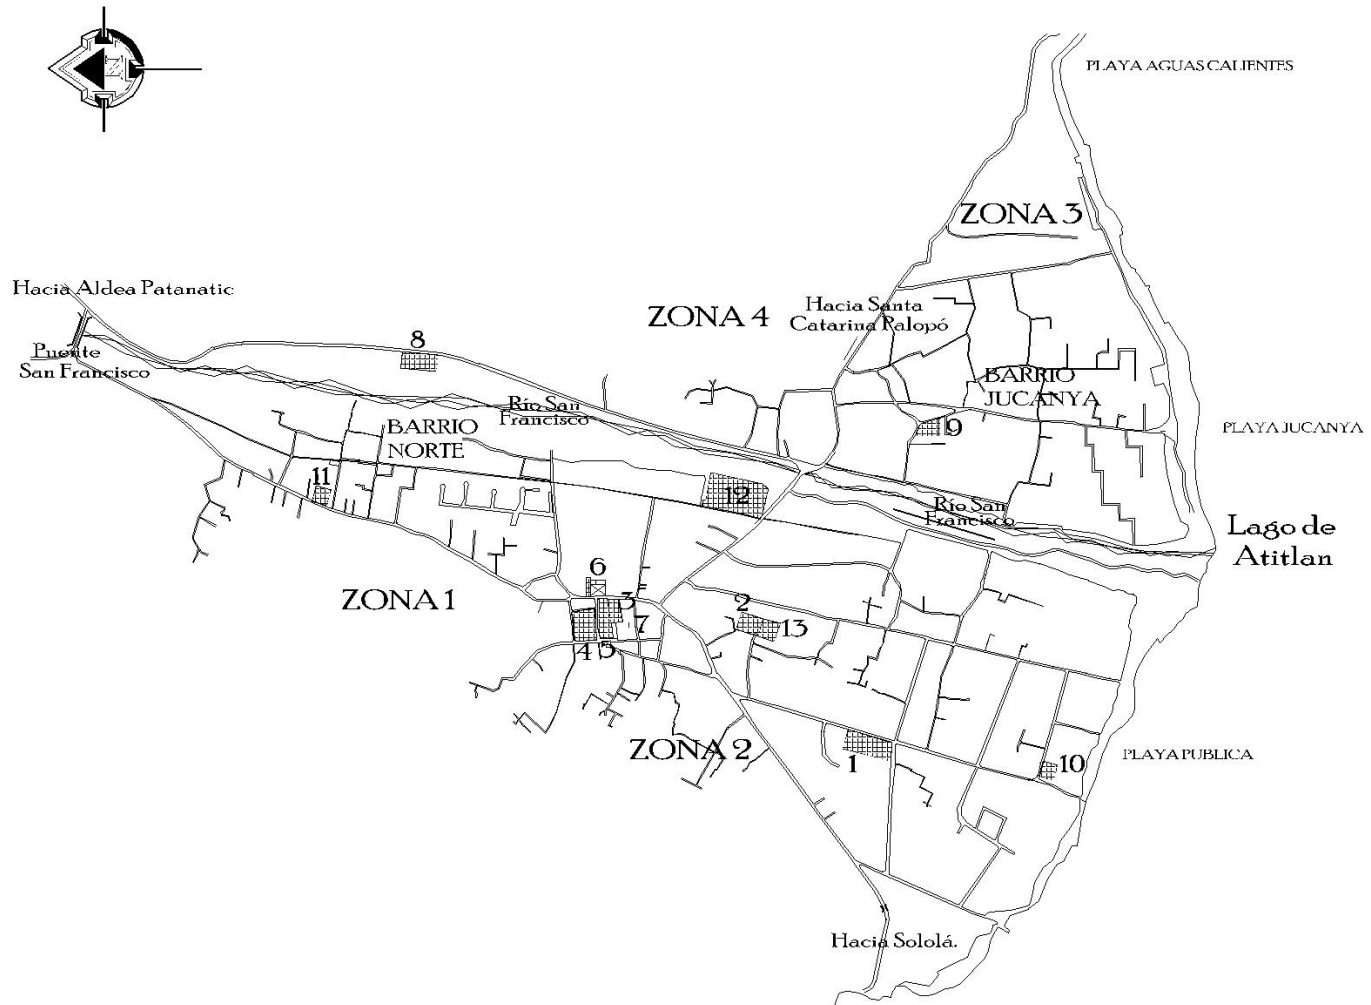 N
PLAYA AGUAS CALIENTES
ZONA 3
Hacia Aldea Patanatic
Hacia Santa
Catarina Palopó
ZONA 4
8
Puente
San Francisco
BARRIO
JUCANYA
Río San
Francisco
BARRIO
NORTE
9
PLAYA JUCANYA
11
12
Río San
Francisco
Lago de
Atitlan
6
ZONA 1
3
2
7
13
4
5
ZONA 2
1
10
PLAYA PUBLICA
Hacia Sololá.